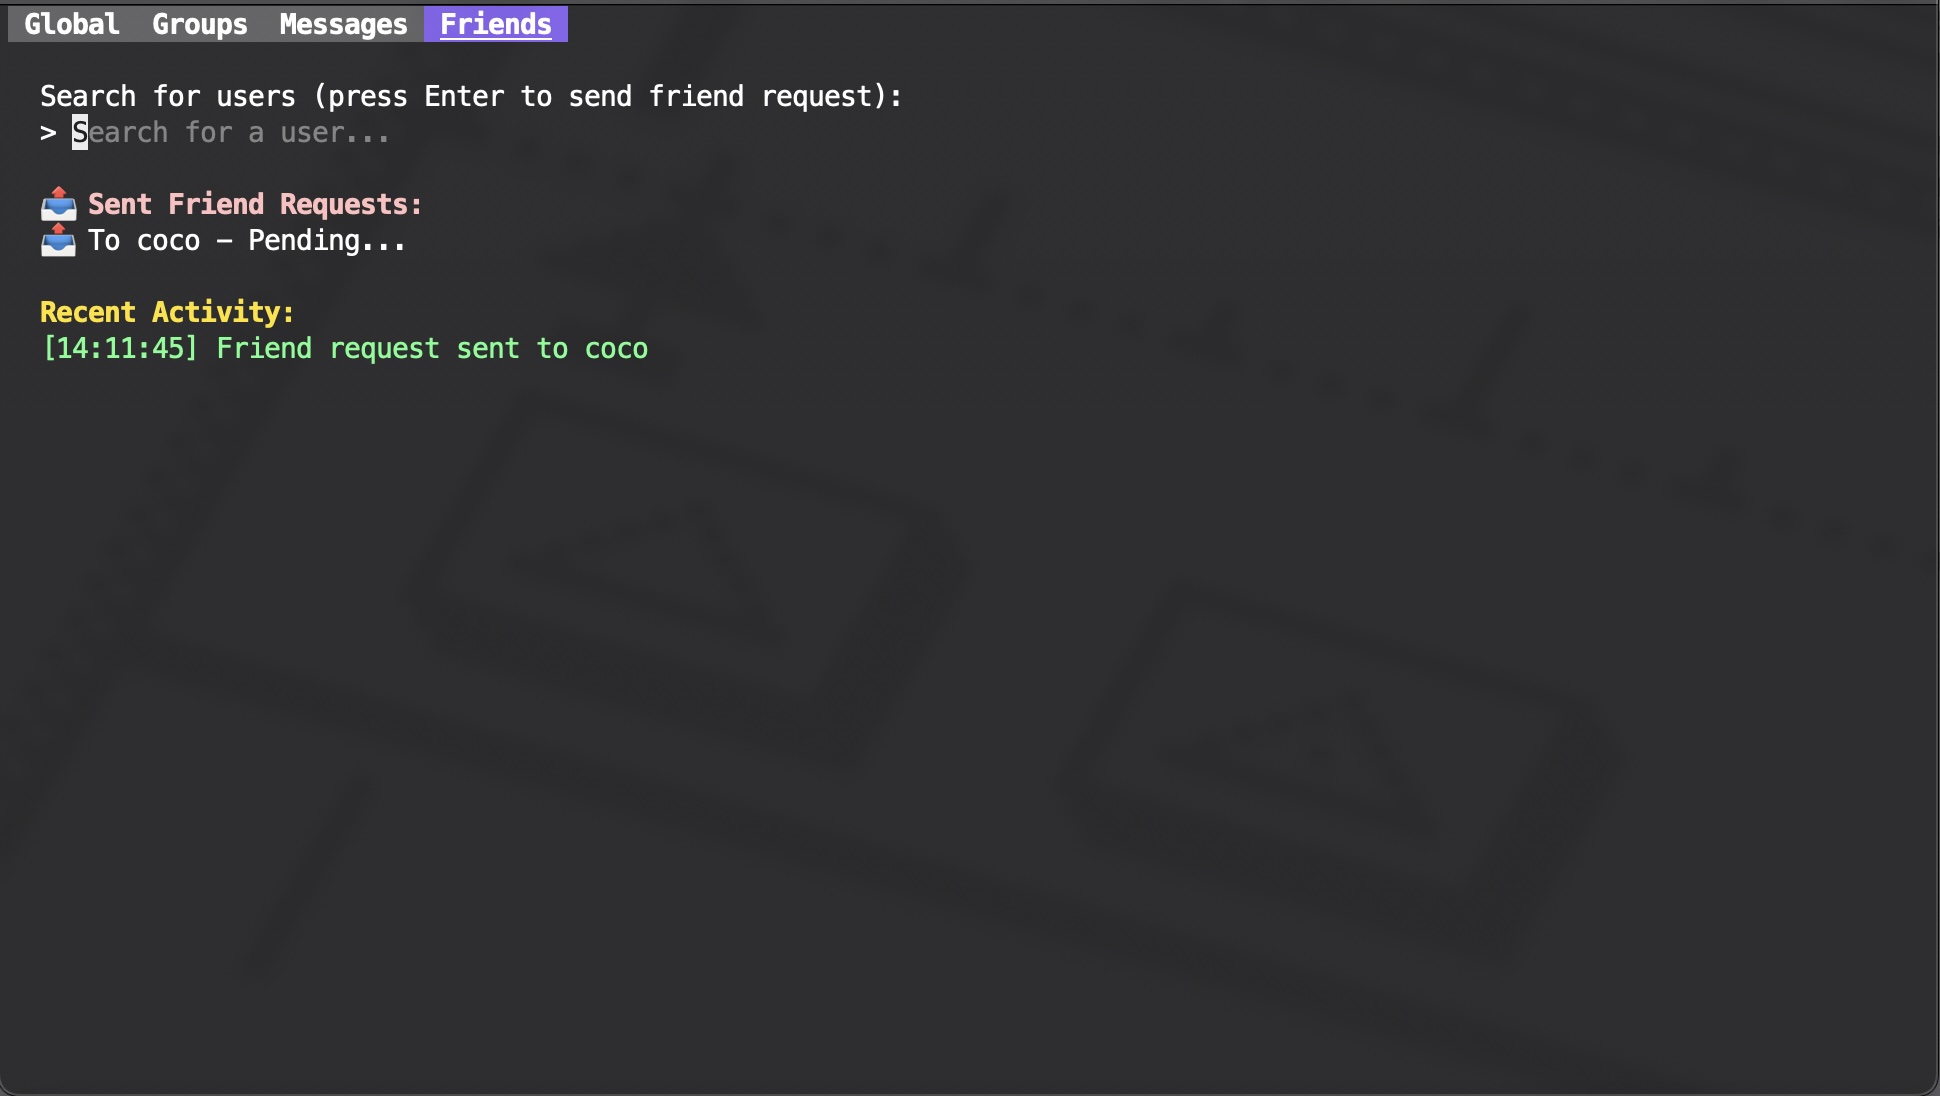 Global Groups Messages Friends
Search for users (press Enter to send friend request):
> Search for a user...
📤 Sent Friend Requests:
📤 To coco – Pending...
Recent Activity:
[14:11:45] Friend request sent to coco